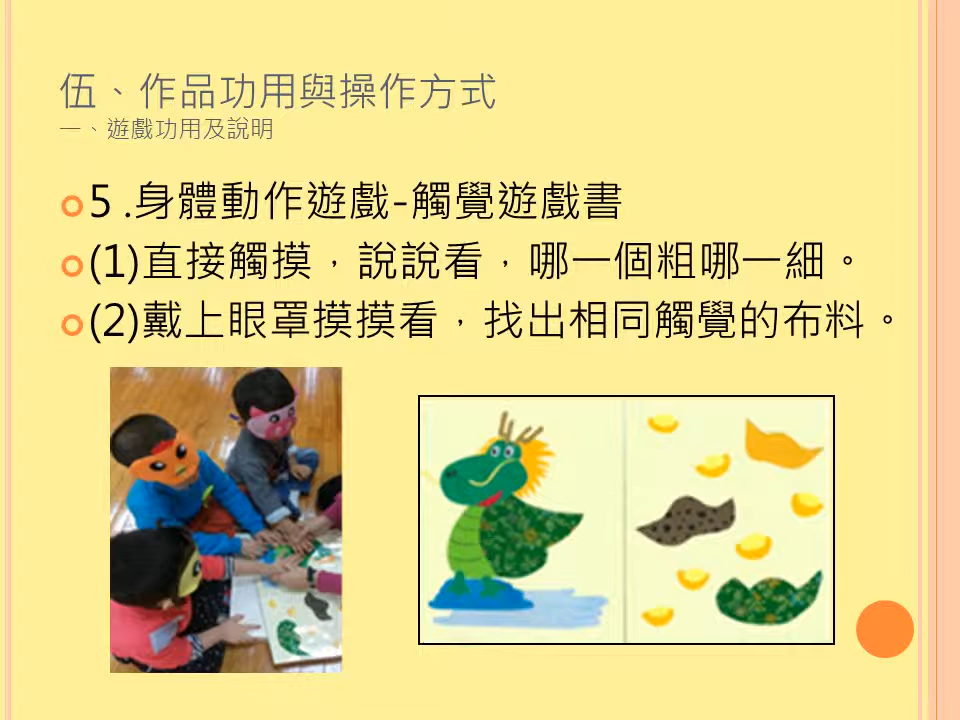 伍、作品功用與操作方式
一、遊戲功用及說明
5 .身體動作遊戲-觸覺遊戲書
(1)直接觸摸，說說看，哪一個粗哪一細。
(2)戴上眼罩摸摸看，找出相同觸覺的布料。